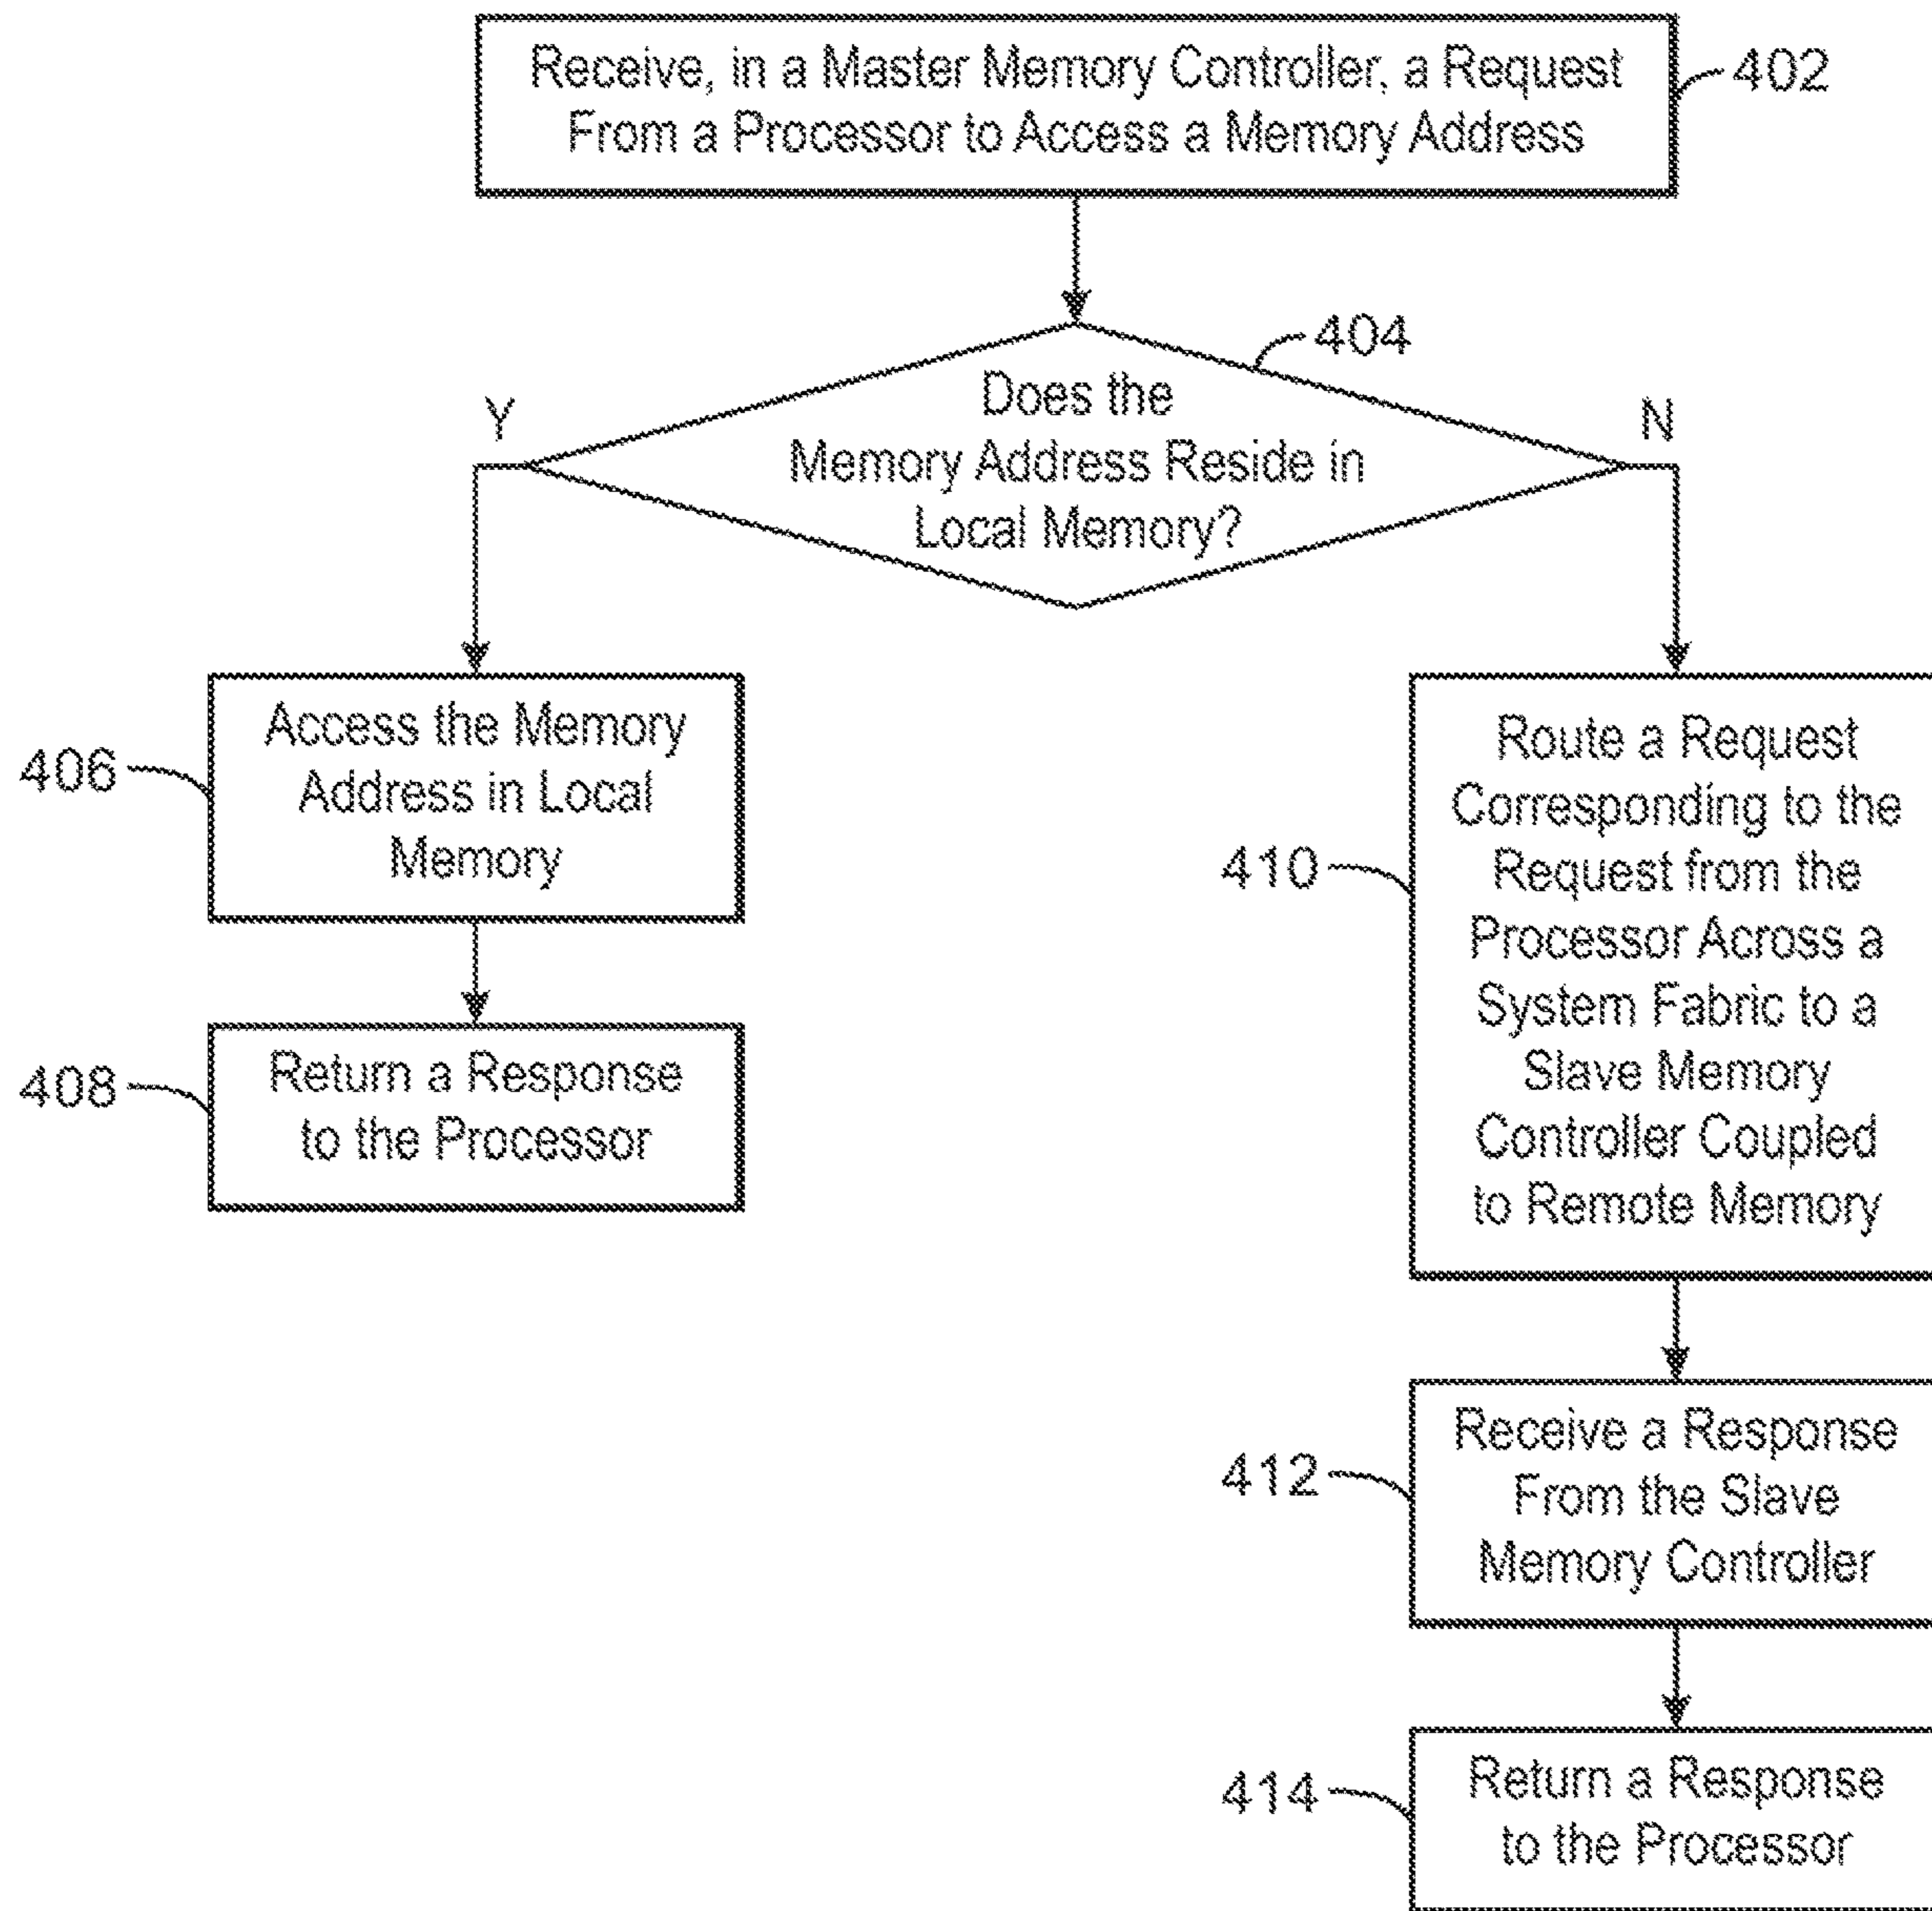 Receive, in a Master Memory Controller, a Request
From a Processor to Access a Memory Address
402
404
Does the
Memory Address Reside in
Local Memory?
Y
N
Access the Memory
Address in Local
Memory
406
Return a Response
to the Processor
408
Route a Request
Corresponding to the
Request from the
Processor Across a
System Fabric to a
Slave Memory
Controller Coupled
to Remote Memory
410
Receive a Response
From the Slave
Memory Controller
412
Return a Response
to the Processor
414